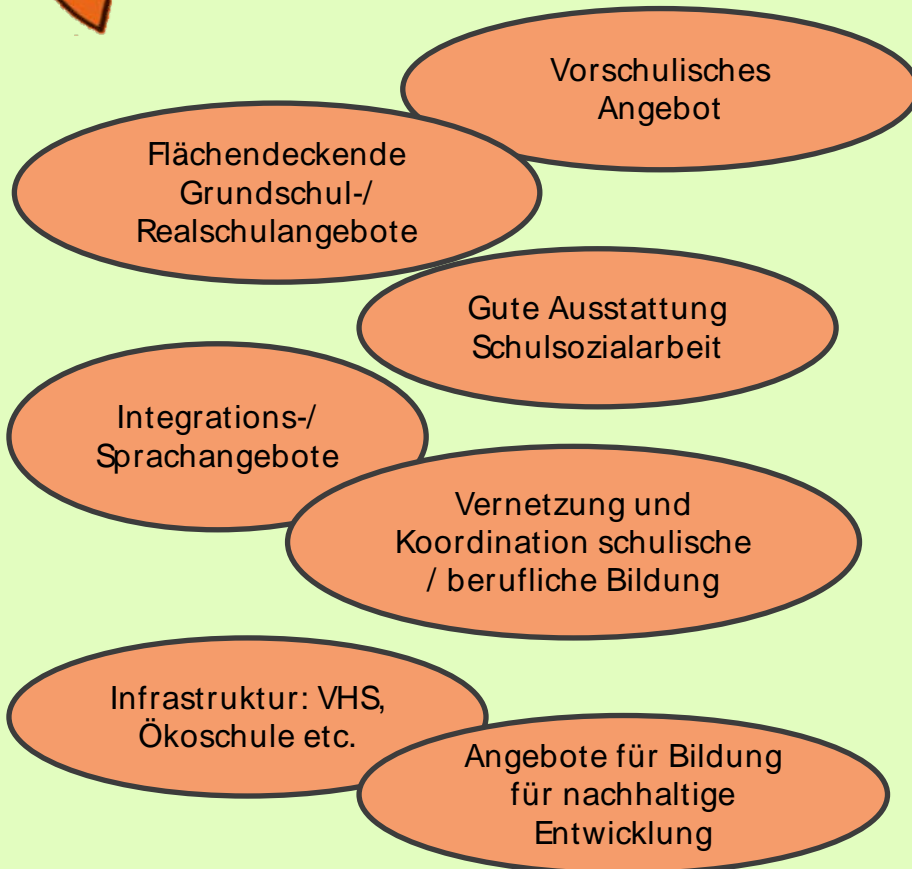 Vorschulisches
Angebot
Flächendeckende
Grundschul-/
Realschulangebote
Gute Ausstattung
Schulsozialarbeit
Integrations-/
Sprachangebote
Vernetzung und
Koordination schulische
/ berufliche Bildung
Infrastruktur: VHS,
Ökoschule etc.
Angebote für Bildung
für nachhaltige
Entwicklung